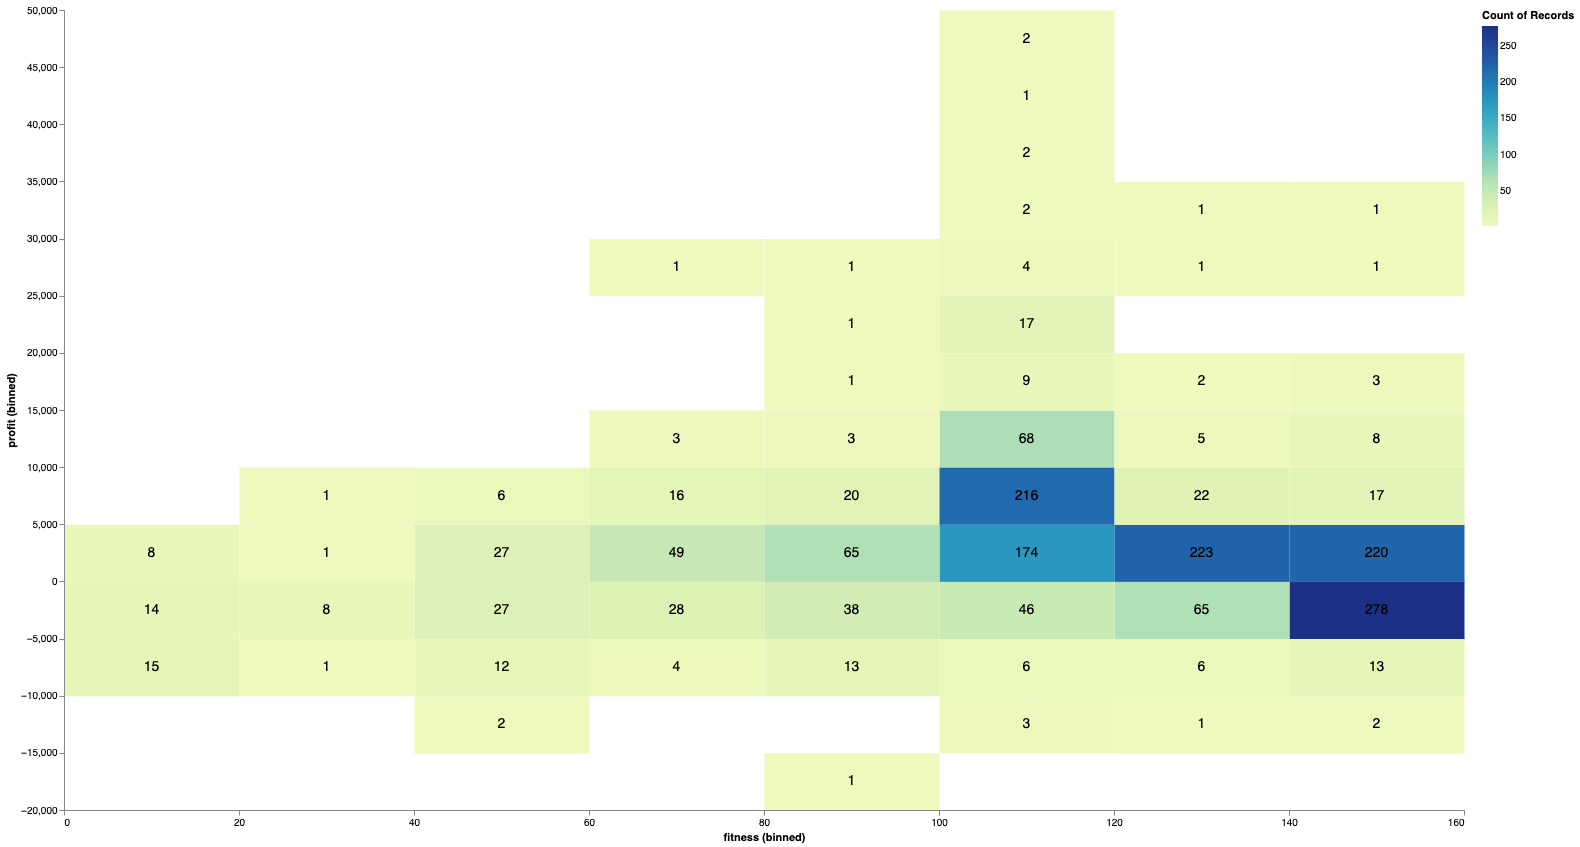 Count of Records
250
200
150
100
50
profit (binned)
50,000
2
45,000
1
40,000
2
35,000
2 1 1
30,000
1 1 4 1 1
25,000
1 17
20,000
1 9 2 3
15,000
3 3 68 5 8
10,000
1 6 16 20 216 22 17
5,000
8 1 27 49 65 174 223 220
0
14 8 27 28 38 46 65 278
−5,000
15 1 12 4 13 6 6 13
−10,000
2 3 1 2
−15,000
1
−20,000
0 20 40 60 80 100 120 140 160
fitness (binned)